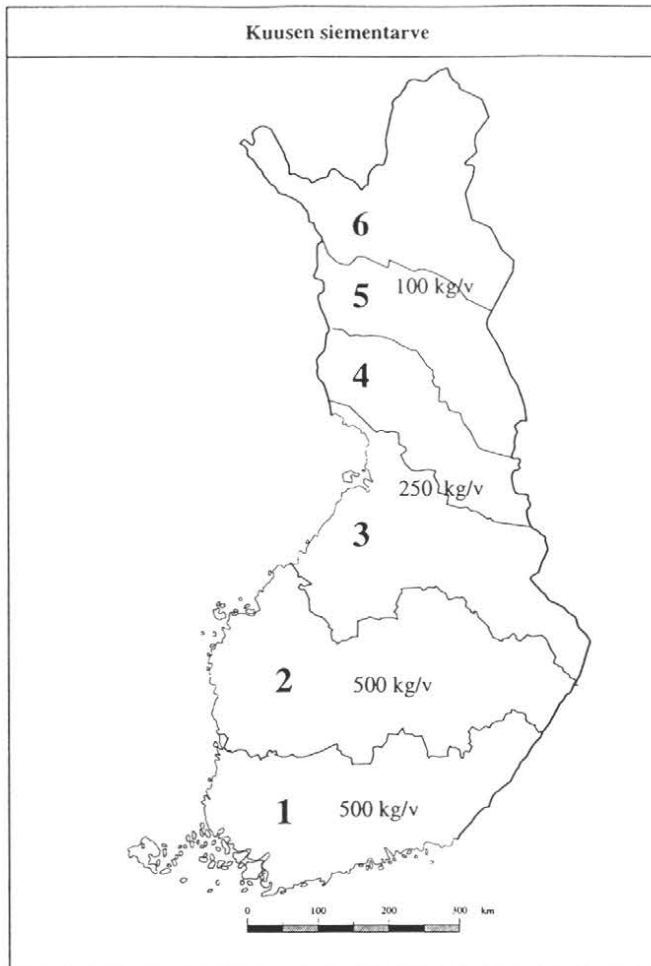 Kuusen siementarve
6
5 100 kg/v
4
250 kg/v
3
2 500 kg/v
1 500 kg/v
0 100 200 300 km